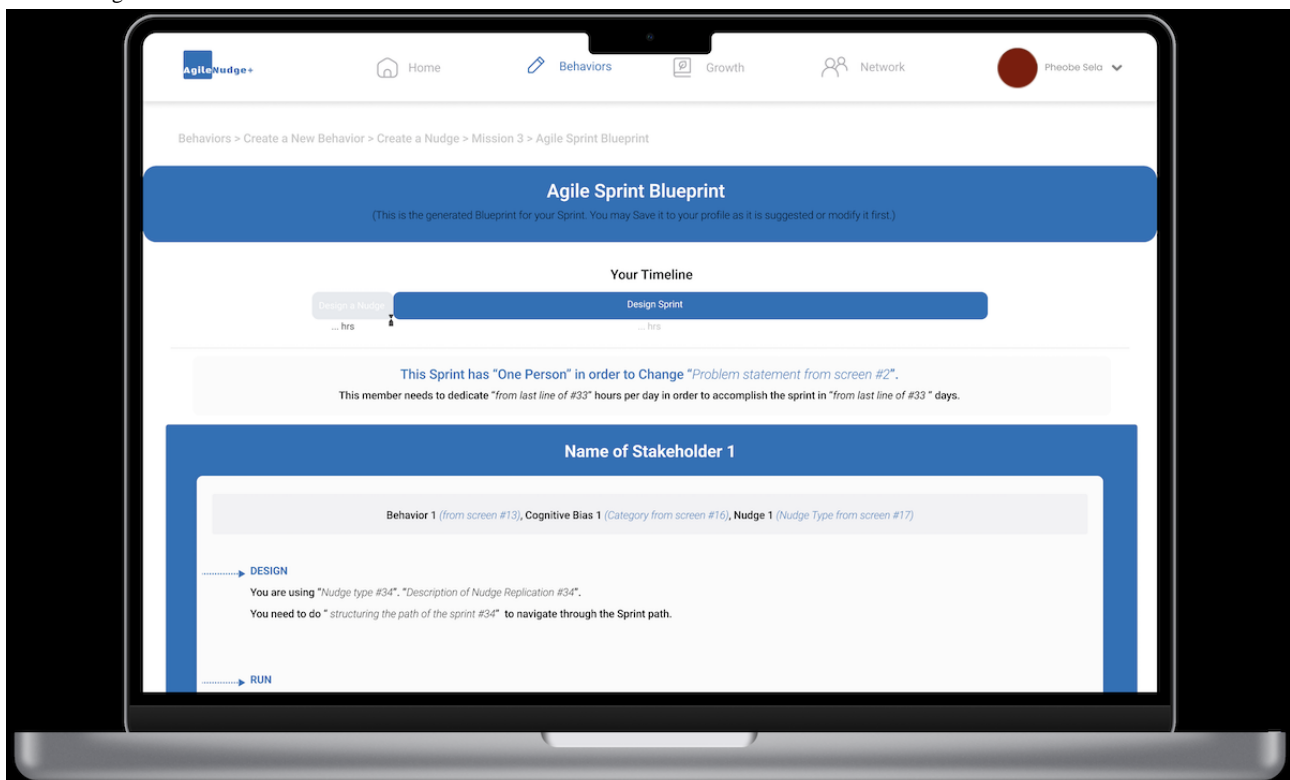 AgileNudge+
Home
Behaviors
Growth
Network
Pheobe Sela
Behaviors > Create a New Behavior > Create a Nudge > Mission 3 > Agile Sprint Blueprint
Agile Sprint Blueprint
(This is the generated Blueprint for your Sprint. You may Save it to your profile as it is suggested or modify it first.)
Your Timeline
Design a Nudge
Design Sprint
... hrs
... hrs
This Sprint has "One Person" in order to Change "Problem statement from screen #2".
This member needs to dedicate "from last line of #33" hours per day in order to accomplish the sprint in "from last line of #33 " days.
Name of Stakeholder 1
Behavior 1 (from screen #13), Cognitive Bias 1 (Category from screen #16), Nudge 1 (Nudge Type from screen #17)
DESIGN
You are using "Nudge type #34". "Description of Nudge Replication #34".
You need to do " structuring the path of the sprint #34" to navigate through the Sprint path.
RUN